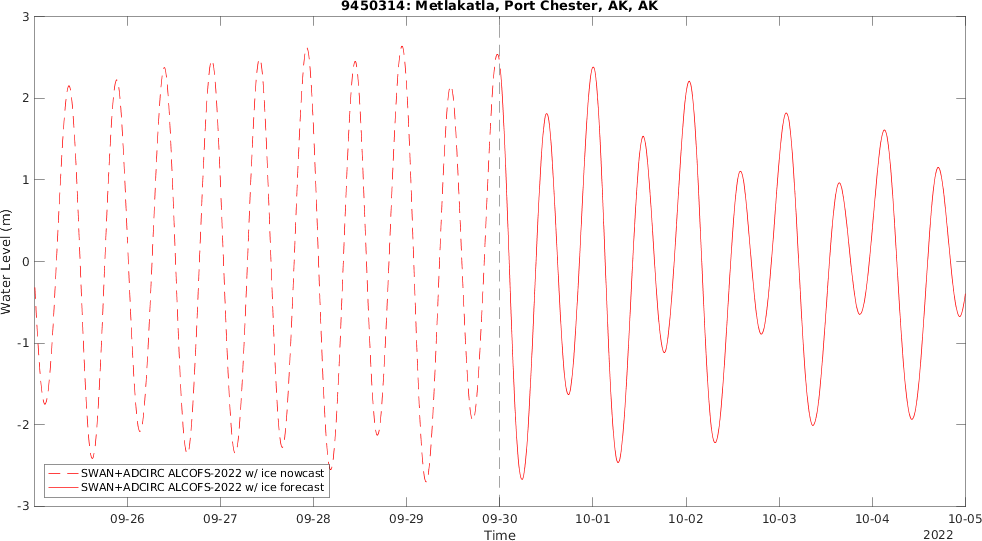 9450314: Metlakatla, Port Chester, AK, AK
3
2
1
0
-1
-2
-3
Water Level (m)
SWAN+ADCIRC ALCOFS-2022 w/ ice nowcast
SWAN+ADCIRC ALCOFS-2022 w/ ice forecast
09-26 09-27 09-28 09-29 09-30 10-01 10-02 10-03 10-04 10-05
Time
2022